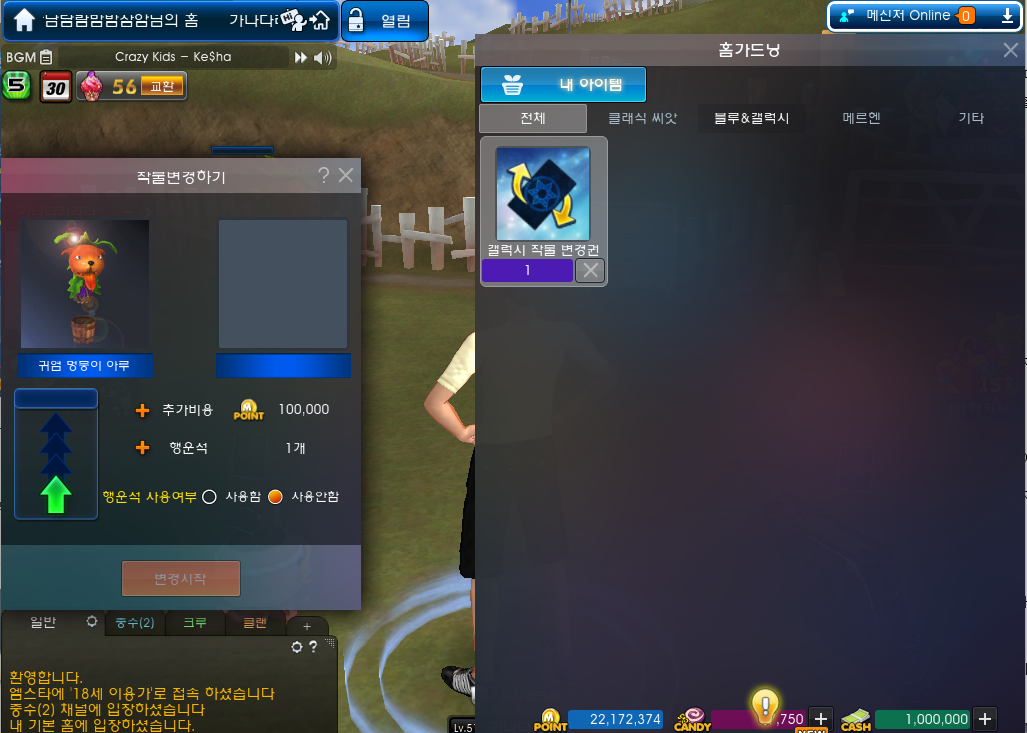 남담람맘밥삼압님의 홈
가나다라
열림
메신저 Online 0
BGM
Crazy Kids - Ke$ha
5
30
56
교환
작물변경하기
?
귀염 멍뭉이 야루
추가비용
POINT
100,000
행운석
1개
행운석 사용여부
사용함
사용안함
변경시작
홈가드닝
내 아이템
전체
클래식 씨앗
블루&갤럭시
메르엔
기타
갤럭시 작물 변경권
1
일반
중수(2)
크루
클랜
+
?
환영합니다.
엠스타에 '18세 이용가'로 접속 하셨습니다
중수(2) 채널에 입장하셨습니다
내 기본 홈에 입장하셨습니다.
POINT
22,172,374
CANDY
,750
+
NEW
CASH
1,000,000
+